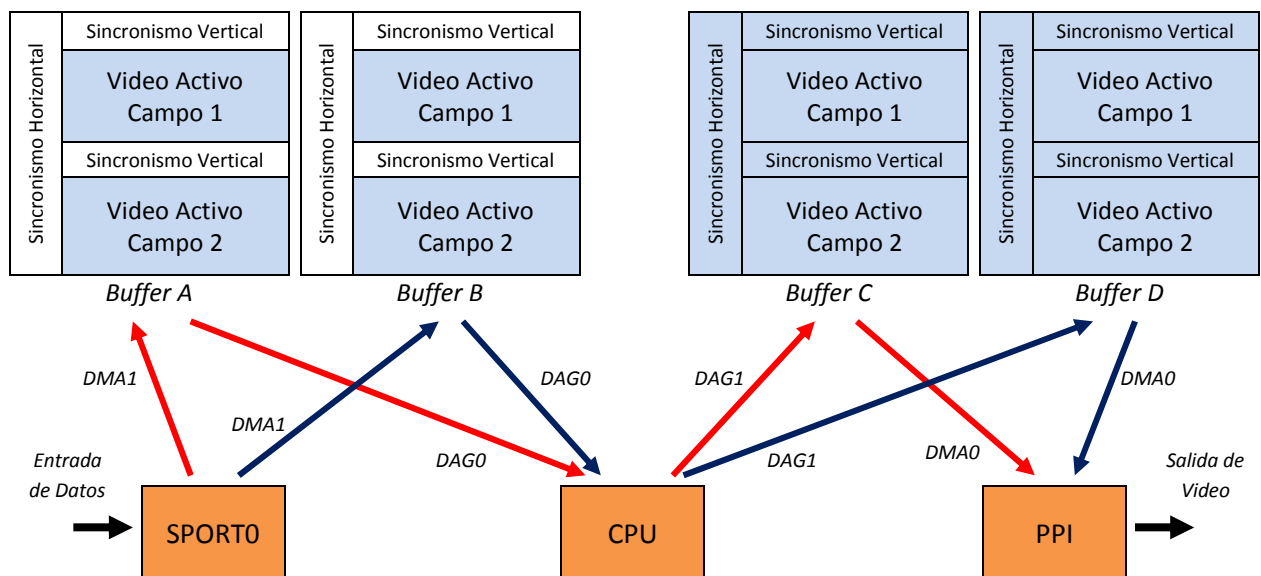 Sincronismo Horizontal
Sincronismo Vertical
Video Activo
Campo 1
Sincronismo Vertical
Video Activo
Campo 2
Buffer A
Sincronismo Horizontal
Sincronismo Vertical
Video Activo
Campo 1
Sincronismo Vertical
Video Activo
Campo 2
Buffer B
Sincronismo Horizontal
Sincronismo Vertical
Video Activo
Campo 1
Sincronismo Vertical
Video Activo
Campo 2
Buffer C
Sincronismo Horizontal
Sincronismo Vertical
Video Activo
Campo 1
Sincronismo Vertical
Video Activo
Campo 2
Buffer D
DMA1
DMA1
DAG0
DAG0
DAG1
DAG1
DMA0
DMA0
Entrada
de Datos
SPORT0
CPU
PPI
Salida de
Video